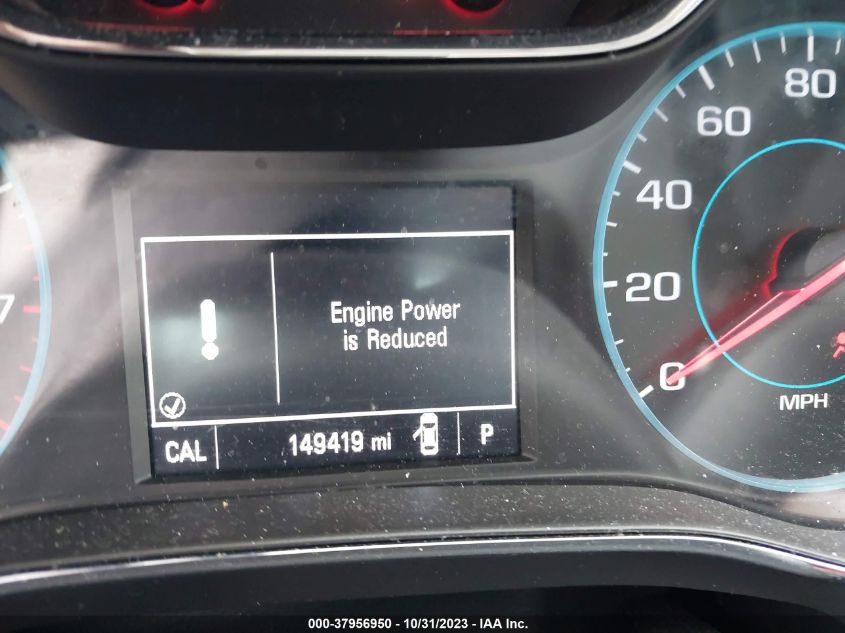 80
60
40
20
0
MPH
7
Engine Power
is Reduced
CAL
149419 mi
P
000-37956950 - 10/31/2023 - IAA Inc.